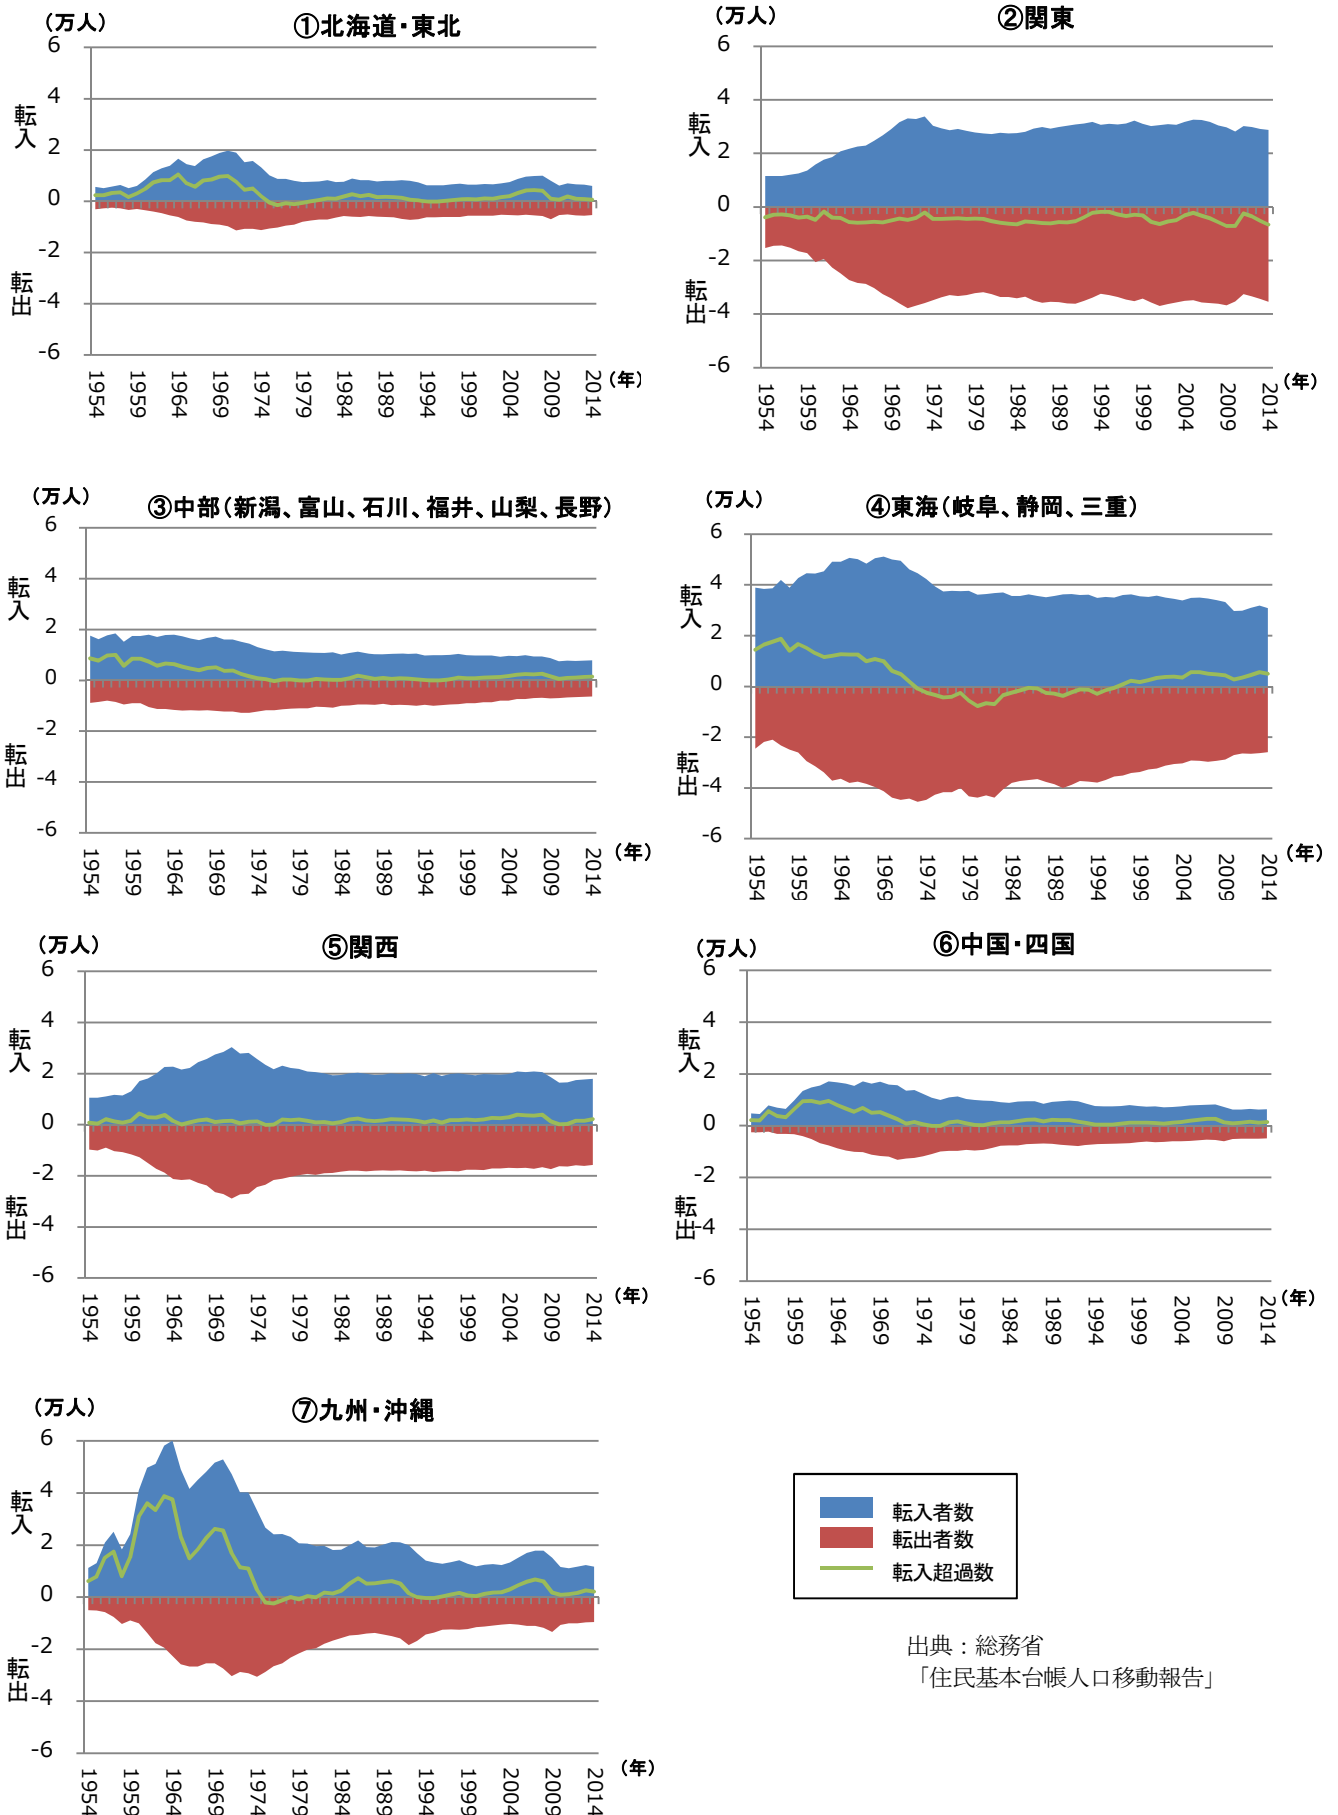 (万人)
①北海道・東北
6
4
2
0
-2
-4
-6
転入
転出
1954 1959 1964 1969 1974 1979 1984 1989 1994 1999 2004 2009 2014 (年)
(万人)
②関東
6
4
2
0
-2
-4
-6
転入
転出
1954 1959 1964 1969 1974 1979 1984 1989 1994 1999 2004 2009 2014 (年)
(万人)
③中部(新潟、富山、石川、福井、山梨、長野)
6
4
2
0
-2
-4
-6
転入
転出
1954 1959 1964 1969 1974 1979 1984 1989 1994 1999 2004 2009 2014 (年)
(万人)
④東海(岐阜、静岡、三重)
6
4
2
0
-2
-4
-6
転入
転出
1954 1959 1964 1969 1974 1979 1984 1989 1994 1999 2004 2009 2014 (年)
(万人)
⑤関西
6
4
2
0
-2
-4
-6
転入
転出
1954 1959 1964 1969 1974 1979 1984 1989 1994 1999 2004 2009 2014 (年)
(万人)
⑥中国・四国
6
4
2
0
-2
-4
-6
転入
転出
1954 1959 1964 1969 1974 1979 1984 1989 1994 1999 2004 2009 2014 (年)
(万人)
⑦九州・沖縄
6
4
2
0
-2
-4
-6
転入
転出
1954 1959 1964 1969 1974 1979 1984 1989 1994 1999 2004 2009 2014 (年)
転入者数
転出者数
転入超過数
出典：総務省
「住民基本台帳人口移動報告」